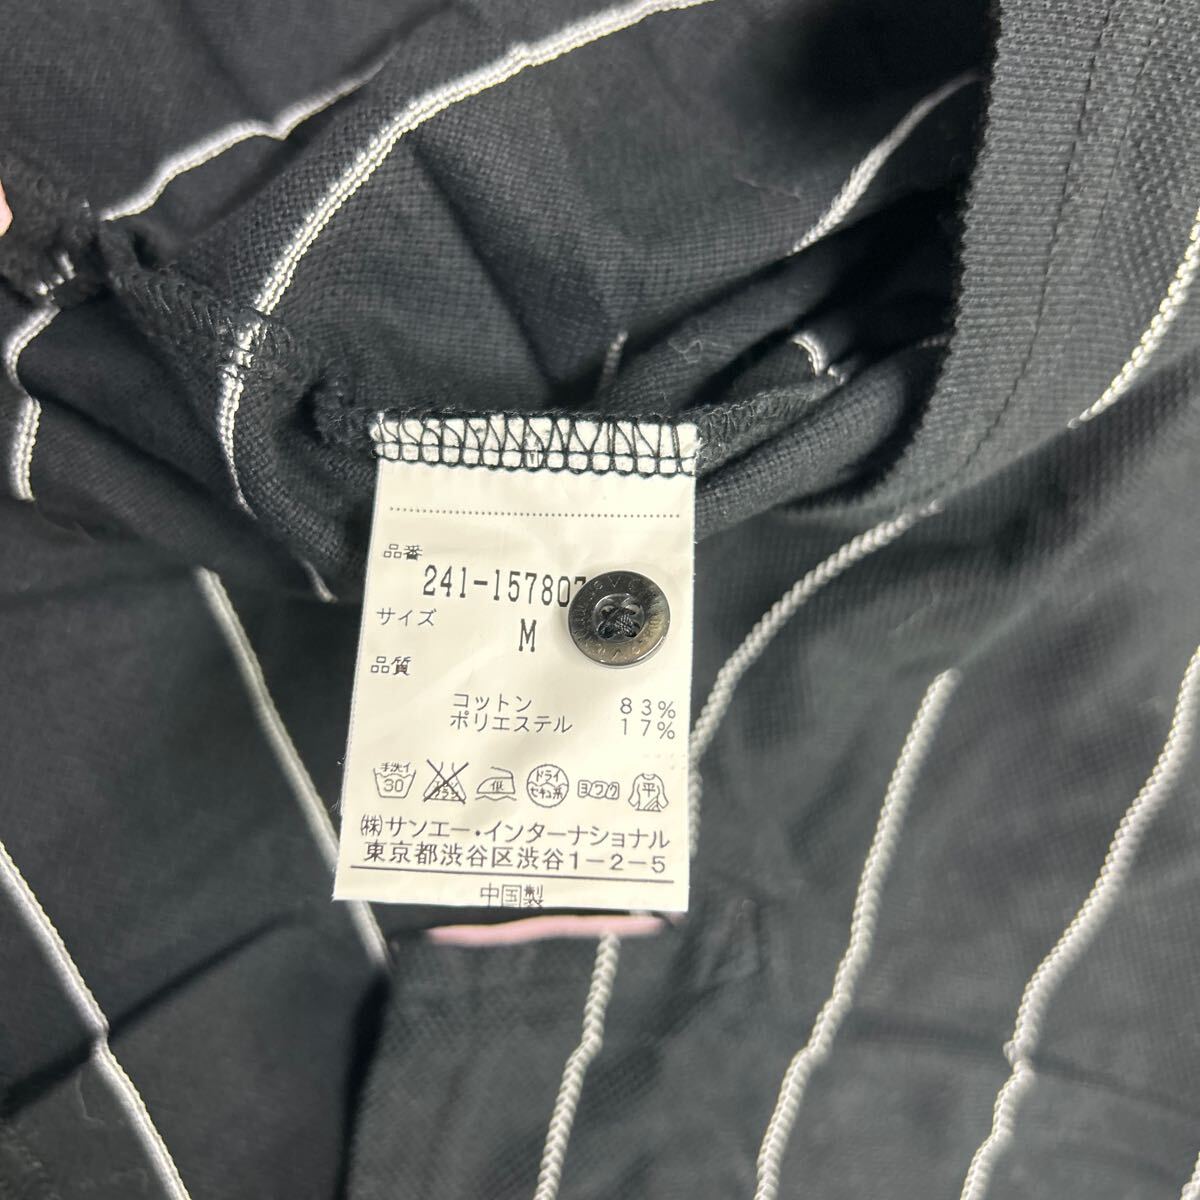 品番
241-15780
サイズ
M
品質
コットン 83%
ポリエステル 17%
手洗イ 30 低 ドライ セキユ系 ヨワク 平
㈱サンエー・インターナショナル
東京都渋谷区渋谷1-2-5
中国製